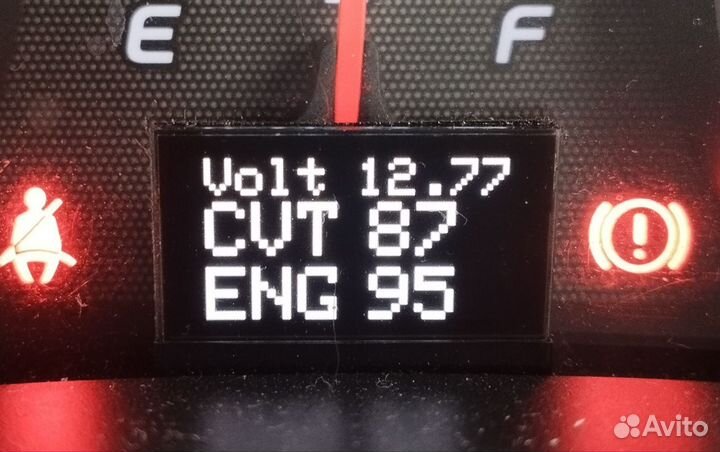 E F
Volt 12.77
CVT 87
ENG 95
!
Avito